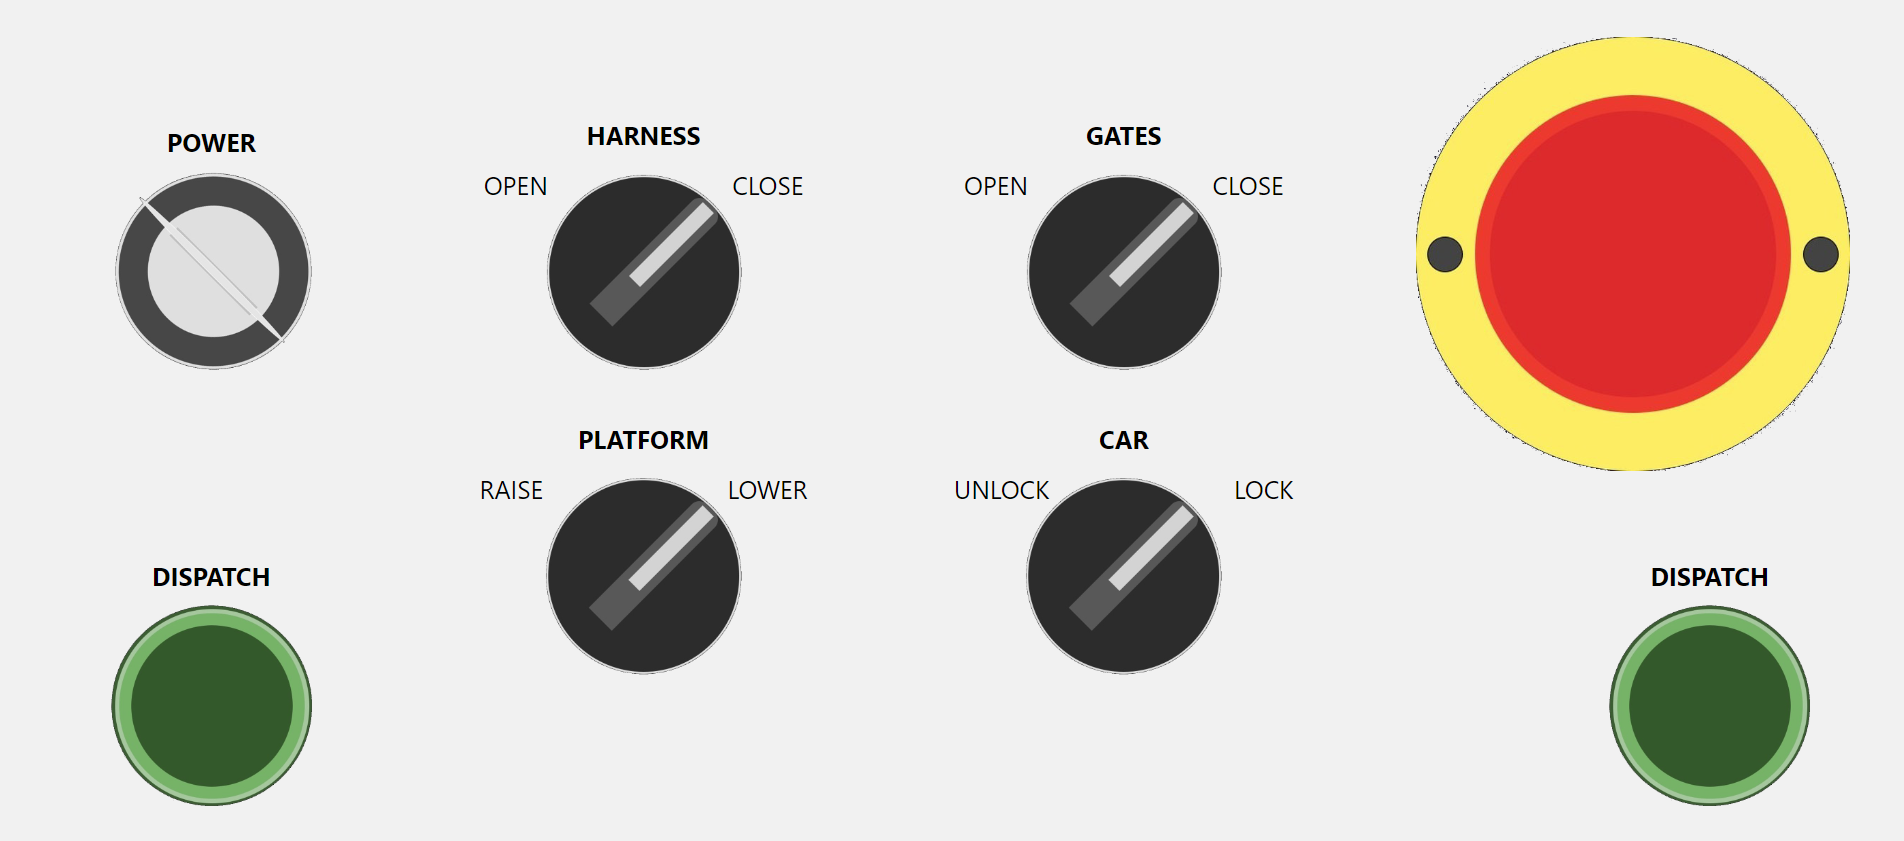 POWER
HARNESS
OPEN
CLOSE
GATES
OPEN
CLOSE
PLATFORM
RAISE
LOWER
CAR
UNLOCK
LOCK
DISPATCH
DISPATCH